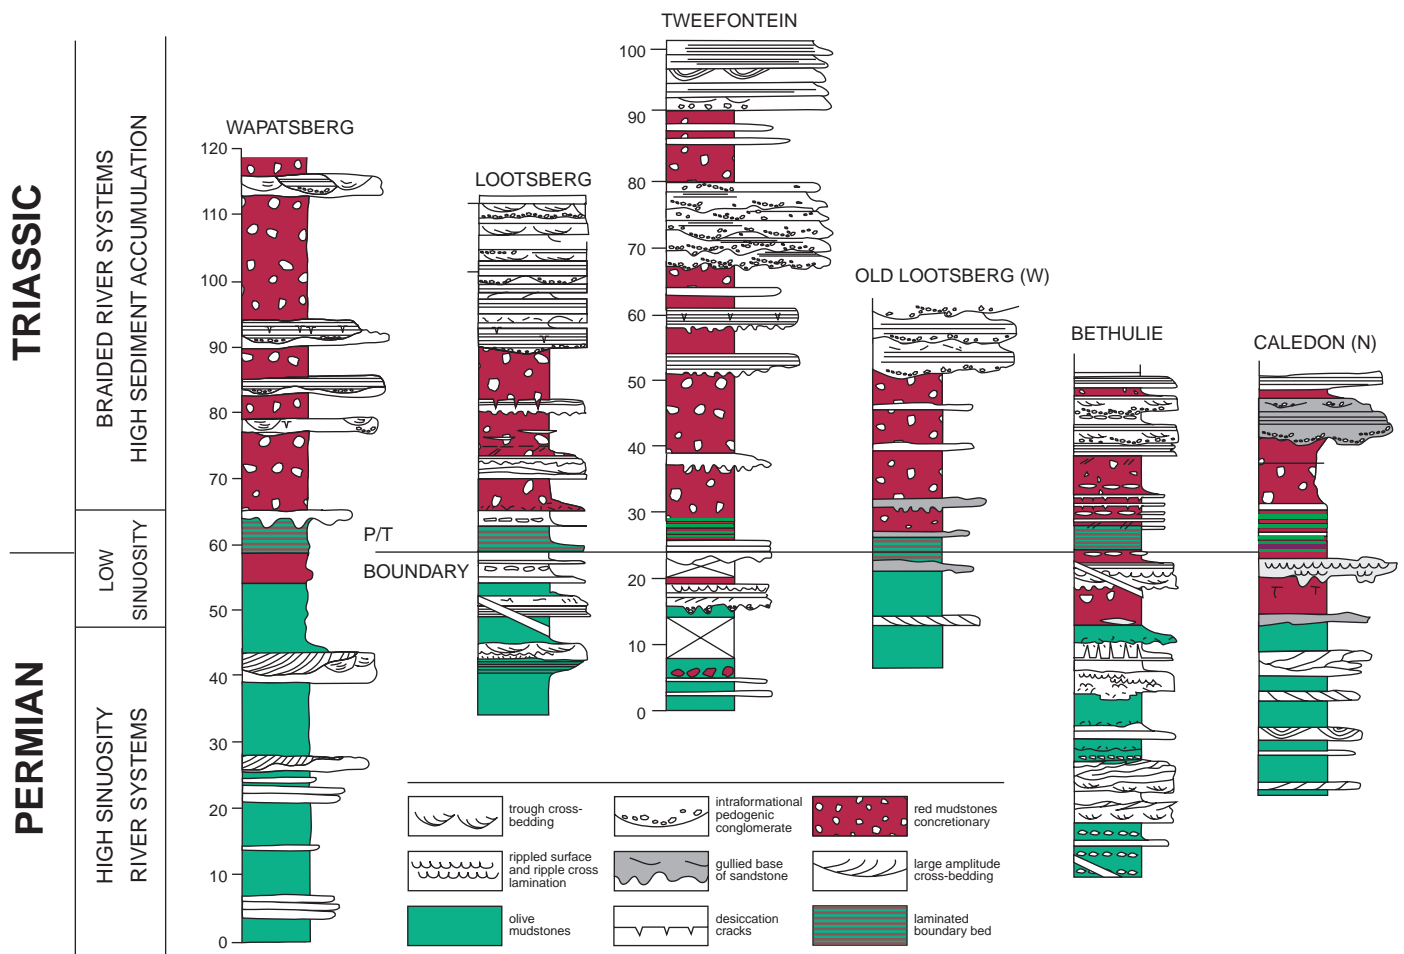 TRIASSIC
PERMIAN
BRAIDED RIVER SYSTEMS
HIGH SEDIMENT ACCUMULATION
LOW
SINUOSITY
HIGH SINUOSITY
RIVER SYSTEMS
WAPATSBERG
120
110
100
90
80
70
60
50
40
30
20
10
0
P/T
BOUNDARY
LOOTSBERG
TWEEFONTEIN
100
90
80
70
60
50
40
30
20
10
0
OLD LOOTSBERG (W)
BETHULIE
CALEDON (N)
trough cross-
bedding
intraformational
pedogenic
conglomerate
red mudstones
concretionary
rippled surface
and ripple cross
lamination
gullied base
of sandstone
large amplitude
cross-bedding
olive
mudstones
desiccation
cracks
laminated
boundary bed